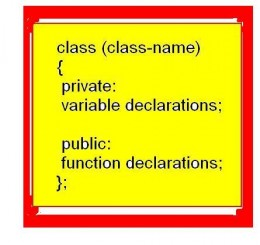 class (class-name)
{
private:
variable declarations;
public:
function declarations;
};